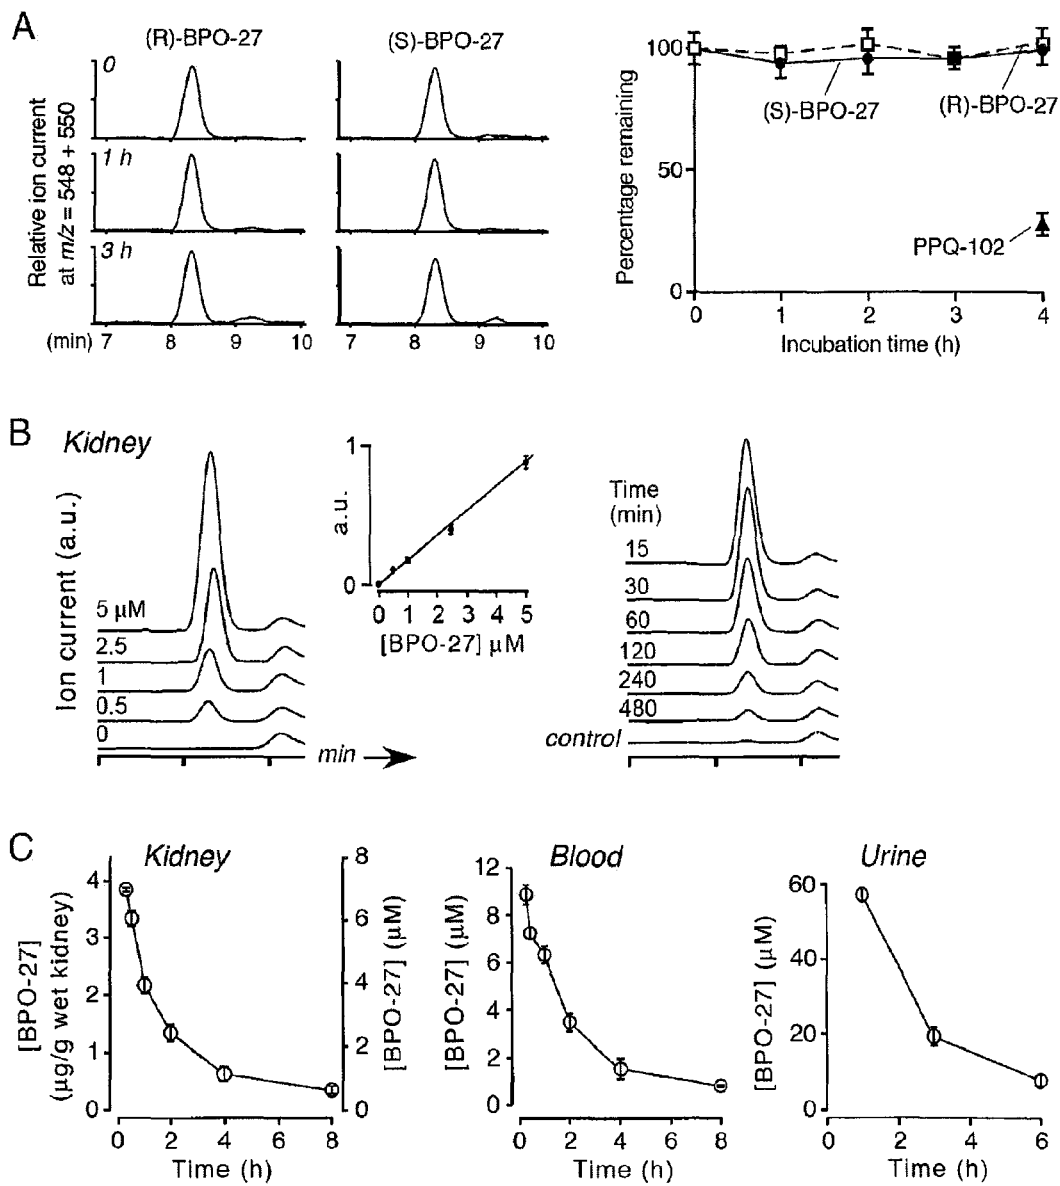 A
(R)-BPO-27
(S)-BPO-27
Relative ion current
at m/z = 548 + 550
0
1 h
3 h
(min) 7 8 9 10
7 8 9 10
Percentage remaining
100
50
0
(S)-BPO-27
(R)-BPO-27
PPQ-102
0 1 2 3 4
Incubation time (h)
B
Kidney
Ion current (a.u.)
5 µM
2.5
1
0.5
0
min
a.u.
1
0
0 1 2 3 4 5
[BPO-27] µM
Time
(min)
15
30
60
120
240
480
control
C
Kidney
[BPO-27]
(µg/g wet kidney)
4
3
2
1
0
8
6
4
2
0
[BPO-27] (µM)
0 2 4 6 8
Time (h)
Blood
[BPO-27] (µM)
12
8
6
4
2
0
0 2 4 6 8
Time (h)
Urine
[BPO-27] (µM)
60
40
20
0
0 2 4 6
Time (h)